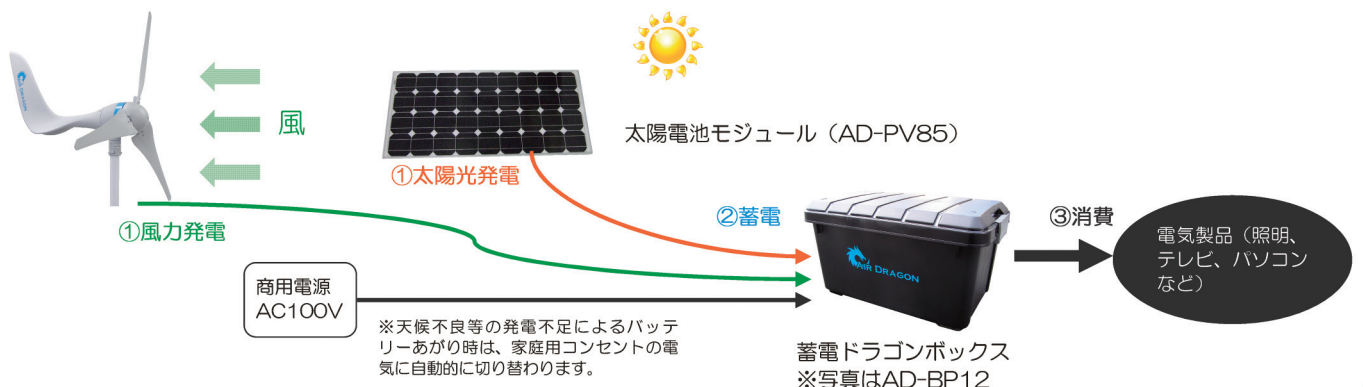 AIR DRAGON
風
太陽電池モジュール（AD-PV85）
①太陽光発電
①風力発電
②蓄電
③消費
AIR DRAGON
電気製品（照明、
テレビ、パソコン
など）
商用電源
AC100V
※天候不良等の発電不足によるバッテ
リーあがり時は、家庭用コンセントの電
気に自動的に切り替わります。
蓄電ドラゴンボックス
※写真はAD-BP12